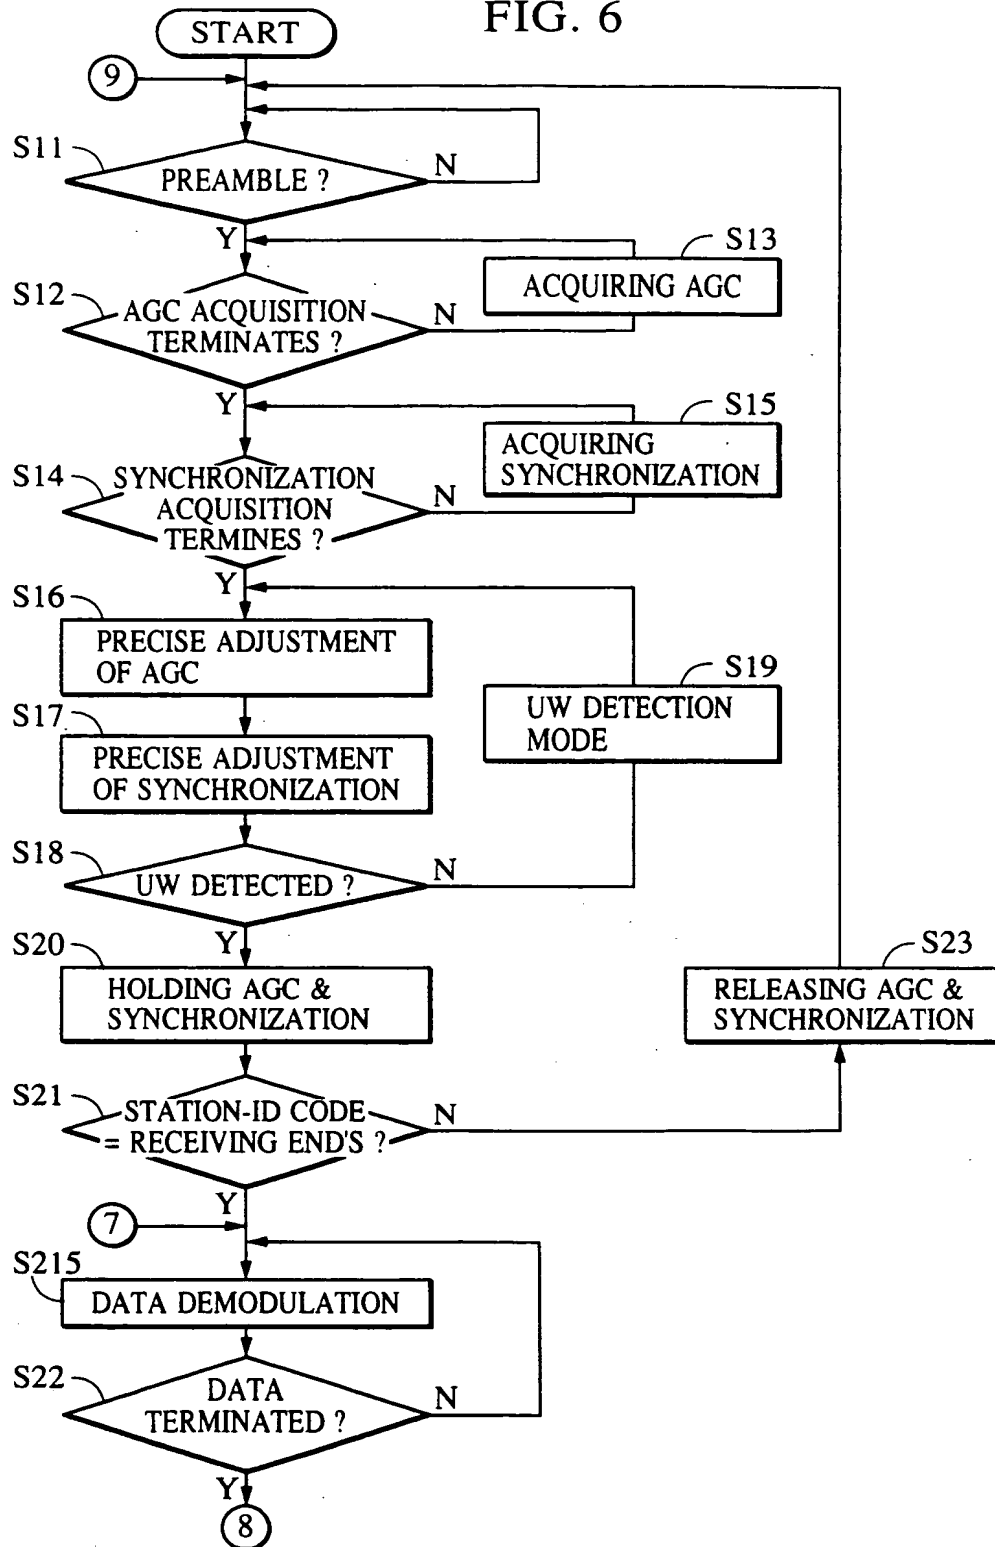 FIG. 6
START
9
S11
PREAMBLE ?
N
Y
S13
ACQUIRING AGC
S12
AGC ACQUISITION
TERMINATES ?
N
Y
S15
ACQUIRING
SYNCHRONIZATION
S14
SYNCHRONIZATION
ACQUISITION
TERMINES ?
N
Y
S16
PRECISE ADJUSTMENT
OF AGC
S19
UW DETECTION
MODE
S17
PRECISE ADJUSTMENT
OF SYNCHRONIZATION
S18
UW DETECTED ?
N
Y
S20
HOLDING AGC &
SYNCHRONIZATION
S23
RELEASING AGC &
SYNCHRONIZATION
S21
STATION-ID CODE
= RECEIVING END'S ?
N
Y
7
S215
DATA DEMODULATION
S22
DATA
TERMINATED ?
N
Y
8